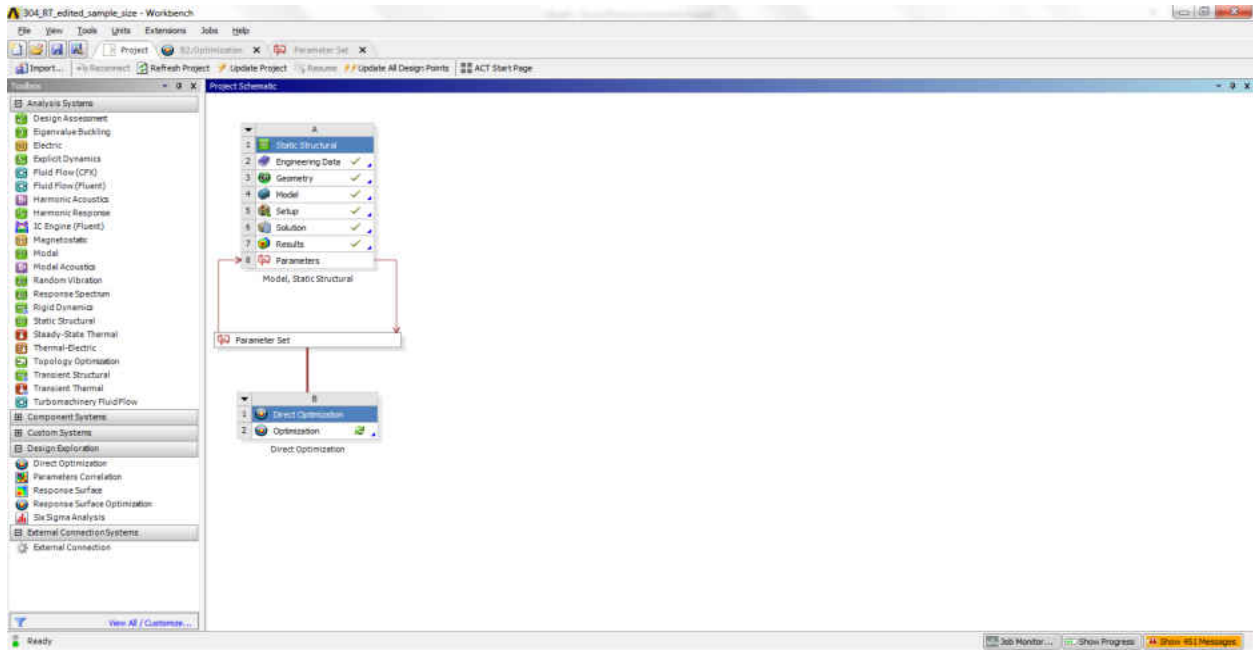 304_RT_edited_sample_size - Workbench
File View Tools Units Extensions Jobs Help
Project B2:Optimization Parameter Set
Import... Reconnect Refresh Project Update Project Resume Update All Design Points ACT Start Page
Toolbox
Project Schematic
Analysis Systems
Design Assessment
Eigenvalue Buckling
Electric
Explicit Dynamics
Fluid Flow (CFX)
Fluid Flow (Fluent)
Harmonic Acoustics
Harmonic Response
IC Engine (Fluent)
Magnetostatic
Modal
Modal Acoustics
Random Vibration
Response Spectrum
Rigid Dynamics
Static Structural
Steady-State Thermal
Thermal-Electric
Topology Optimization
Transient Structural
Transient Thermal
Turbomachinery Fluid Flow
Component Systems
Custom Systems
Design Exploration
Direct Optimization
Parameters Correlation
Response Surface
Response Surface Optimization
Six Sigma Analysis
External Connection Systems
External Connection
View All / Customize...
A
1 Static Structural
2 Engineering Data
3 Geometry
4 Model
5 Setup
6 Solution
7 Results
8 Parameters
Model, Static Structural
Parameter Set
B
1 Direct Optimization
2 Optimization
Direct Optimization
Ready
Job Monitor... Show Progress Show 451 Messages